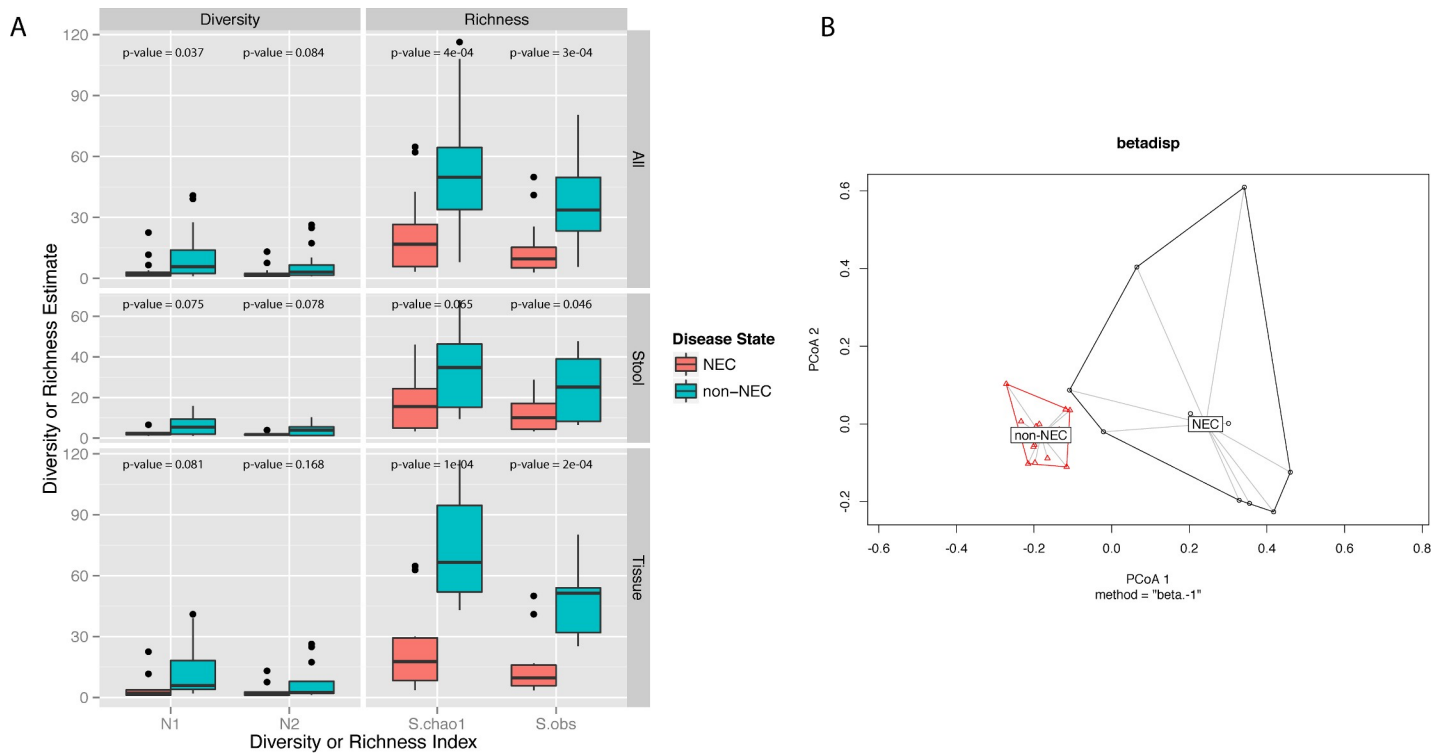 A
Diversity
Richness
120
90
60
30
0
p-value = 0.037
p-value = 0.084
p-value = 4e-04
p-value = 3e-04
All
60
40
20
0
p-value = 0.075
p-value = 0.078
p-value = 0.065
p-value = 0.046
Stool
120
90
60
30
0
p-value = 0.081
p-value = 0.168
p-value = 1e-04
p-value = 2e-04
Tissue
Diversity or Richness Estimate
N1
N2
S.chao1
S.obs
Diversity or Richness Index
Disease State
NEC
non−NEC
B
betadisp
PCoA 2
0.6
0.4
0.2
0.0
-0.2
non-NEC
NEC
-0.6
-0.4
-0.2
0.0
0.2
0.4
0.6
0.8
PCoA 1
method = "beta.-1"